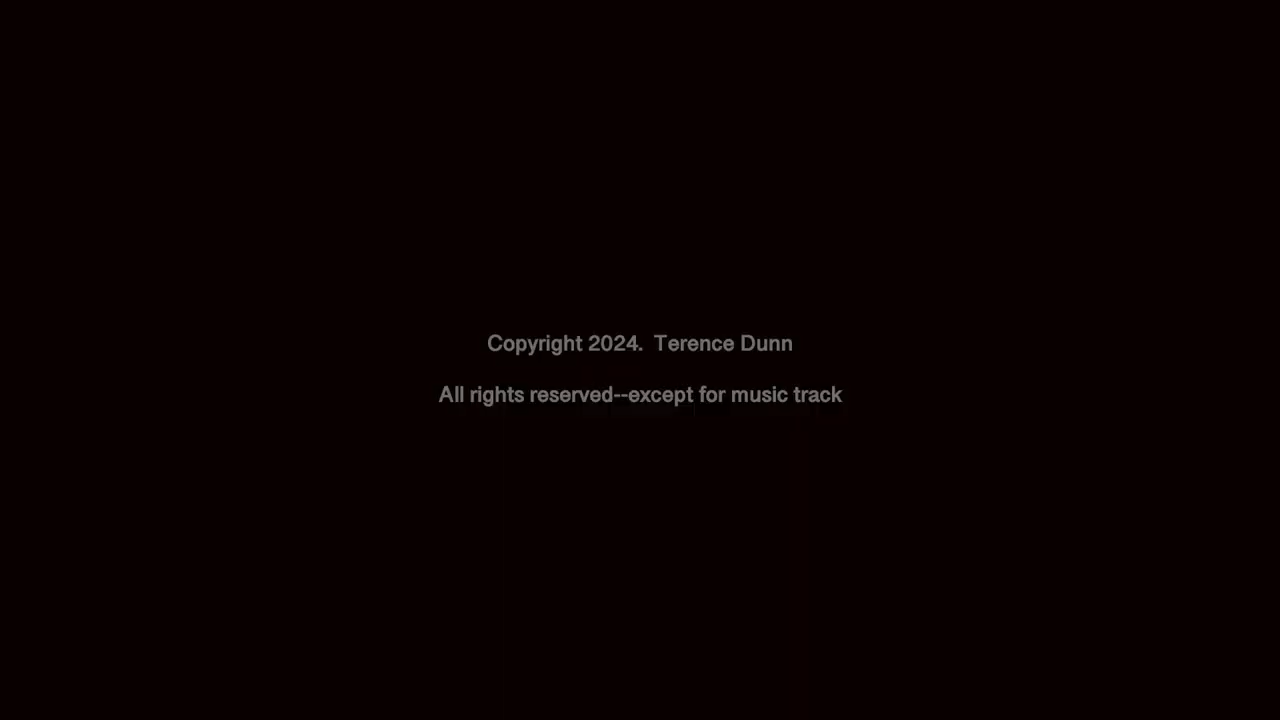 Copyright 2024.  Terence Dunn
All rights reserved--except for music track